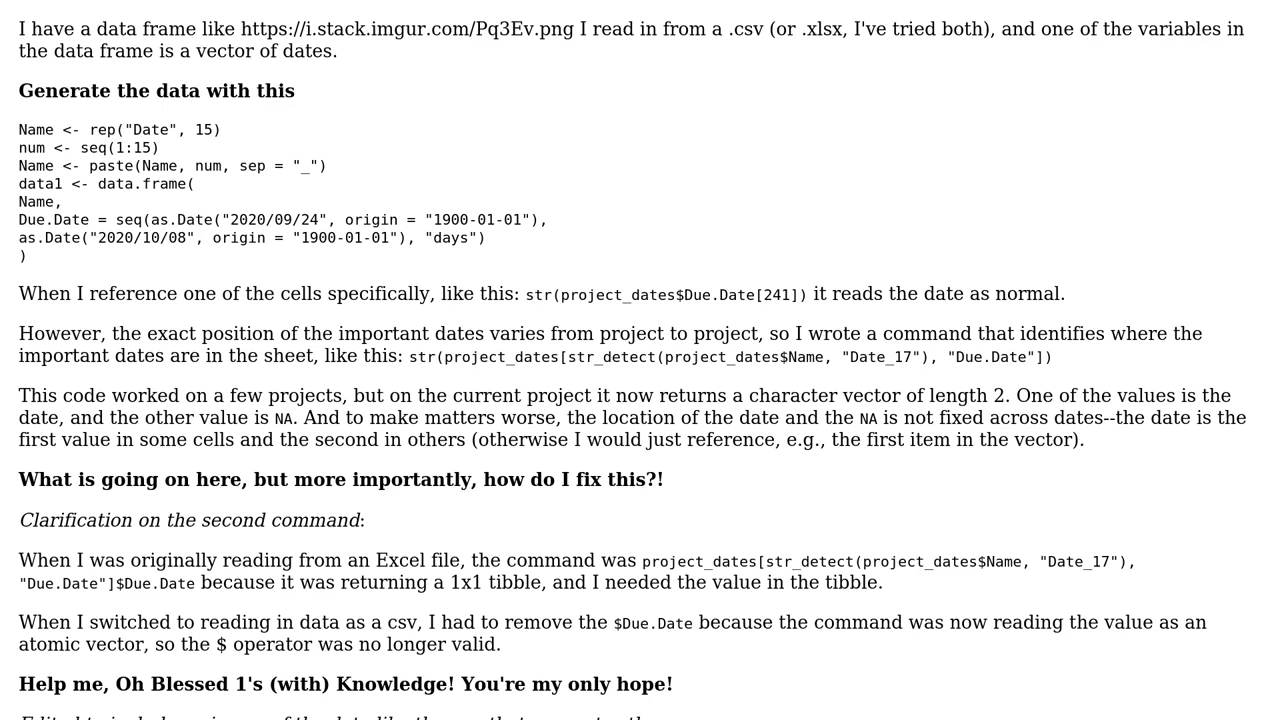 I have a data frame like https://i.stack.imgur.com/Pq3Ev.png I read in from a .csv (or .xlsx, I've tried both), and one of the variables in
the data frame is a vector of dates.
Generate the data with this
Name <- rep("Date", 15)
num <- seq(1:15)
Name <- paste(Name, num, sep = "_")
data1 <- data.frame(
Name,
Due.Date = seq(as.Date("2020/09/24", origin = "1900-01-01"),
as.Date("2020/10/08", origin = "1900-01-01"), "days")
)
When I reference one of the cells specifically, like this: str(project_dates$Due.Date[241]) it reads the date as normal.
However, the exact position of the important dates varies from project to project, so I wrote a command that identifies where the
important dates are in the sheet, like this: str(project_dates[str_detect(project_dates$Name, "Date_17"), "Due.Date"])
This code worked on a few projects, but on the current project it now returns a character vector of length 2. One of the values is the
date, and the other value is NA. And to make matters worse, the location of the date and the NA is not fixed across dates--the date is the
first value in some cells and the second in others (otherwise I would just reference, e.g., the first item in the vector).
What is going on here, but more importantly, how do I fix this?!
Clarification on the second command:
When I was originally reading from an Excel file, the command was project_dates[str_detect(project_dates$Name, "Date_17"),
"Due.Date"]$Due.Date because it was returning a 1x1 tibble, and I needed the value in the tibble.
When I switched to reading in data as a csv, I had to remove the $Due.Date because the command was now reading the value as an
atomic vector, so the $ operator was no longer valid.
Help me, Oh Blessed 1's (with) Knowledge! You're my only hope!